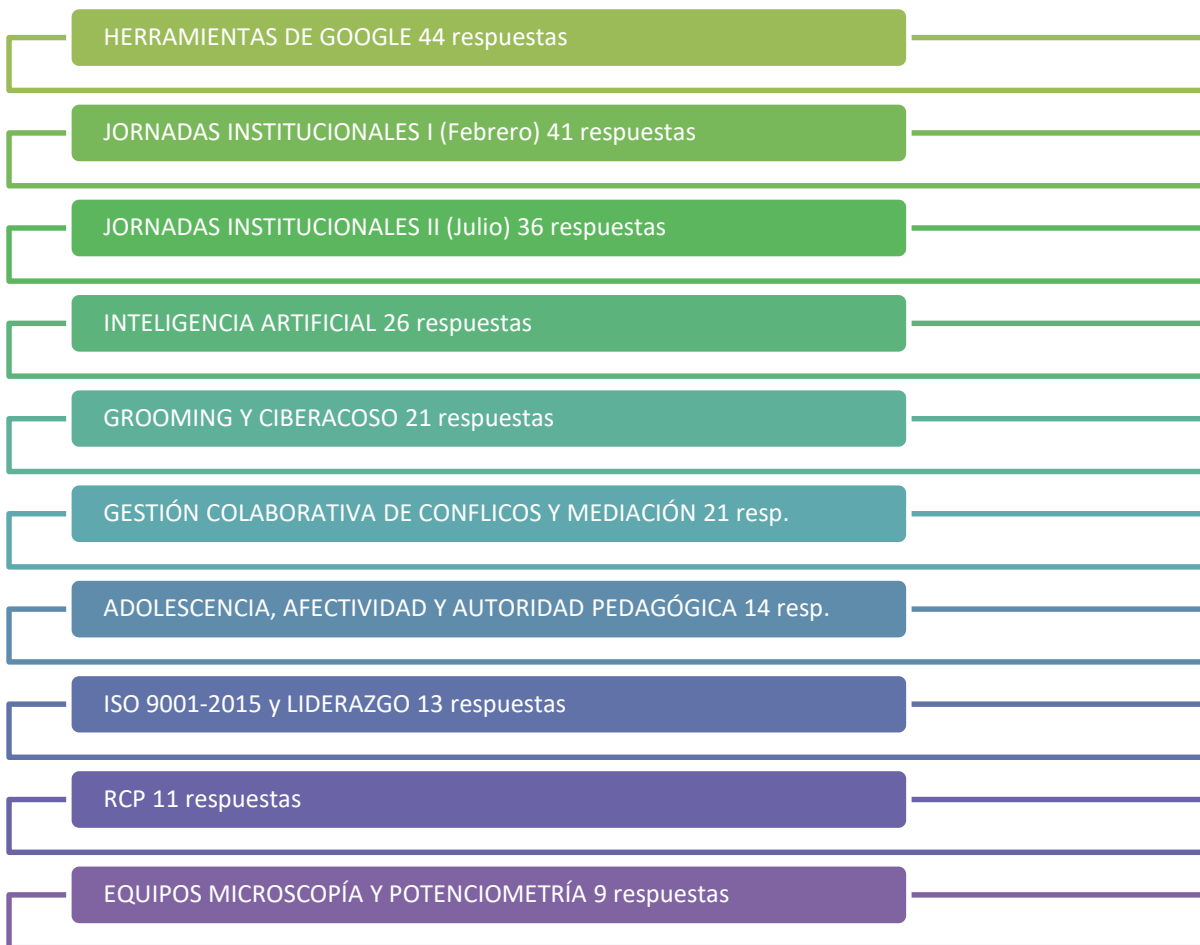 HERRAMIENTAS DE GOOGLE 44 respuestas
JORNADAS INSTITUCIONALES I (Febrero) 41 respuestas
JORNADAS INSTITUCIONALES II (Julio) 36 respuestas
INTELIGENCIA ARTIFICIAL 26 respuestas
GROOMING Y CIBERACOSO 21 respuestas
GESTIÓN COLABORATIVA DE CONFLICOS Y MEDIACIÓN 21 resp.
ADOLESCENCIA, AFECTIVIDAD Y AUTORIDAD PEDAGÓGICA 14 resp.
ISO 9001-2015 y LIDERAZGO 13 respuestas
RCP 11 respuestas
EQUIPOS MICROSCOPÍA Y POTENCIOMETRÍA 9 respuestas